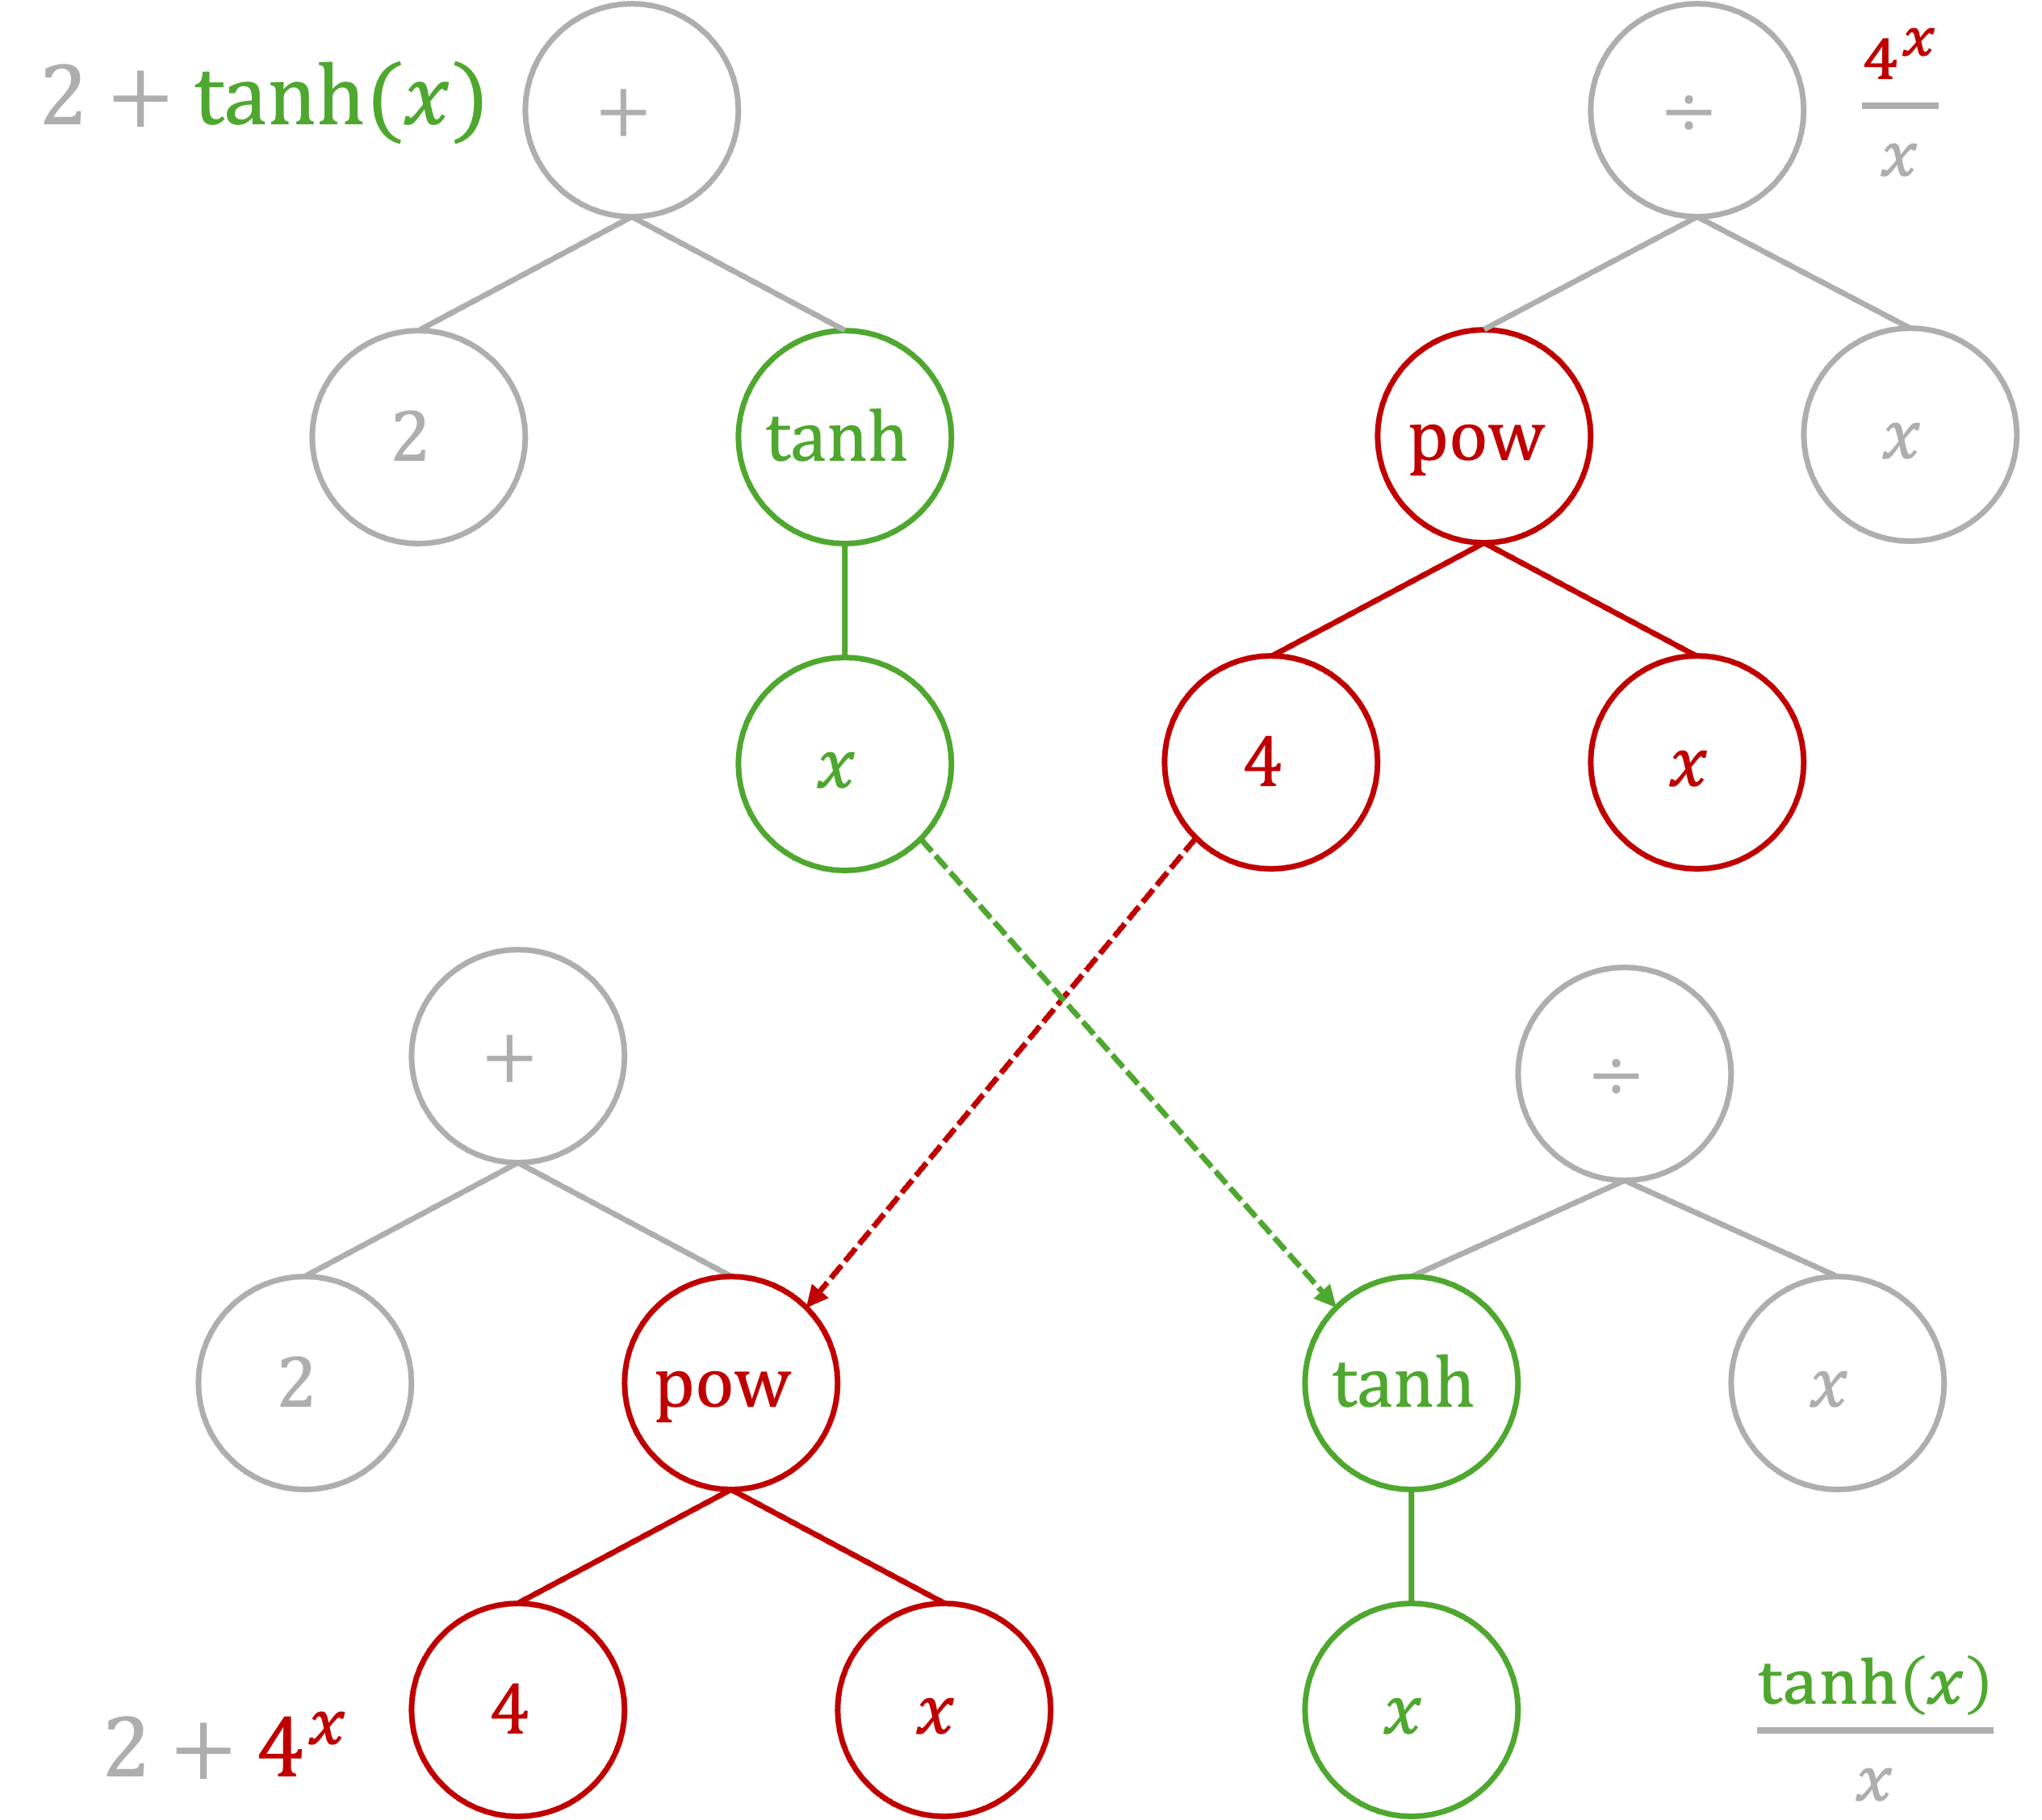 2 + tanh(x)
+
÷
4^x
x
2
tanh
pow
x
x
4
x
+
÷
2
pow
tanh
x
4
x
x
2 + 4^x
tanh(x)
x